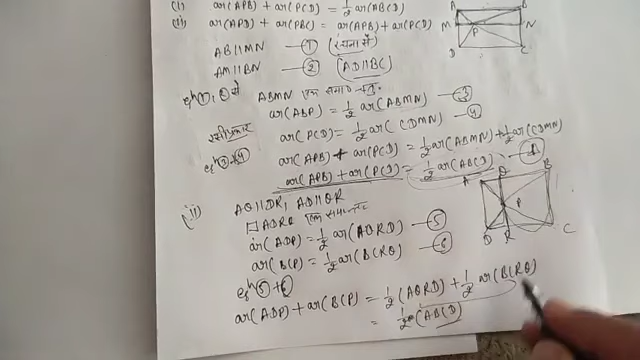 (i) ar(APB) + ar(PCD) = 1/2 ar(ABCD)
(ii) ar(APD) + ar(PBC) = ar(APB) + ar(PCD)
A B
M N
P
D C
AB||MN — ① (रचना से)
AM||BN — ② (AD||BC)
eqn ①, ② से ABMN एक समा० चतु.
ar(ABP) = 1/2 ar(ABMN) — ③
इसीप्रकार ar(PCD) = 1/2 ar(CDMN) — ④
eqn ③+④ ar(APB) + ar(PCD) = 1/2 ar(ABMN) + 1/2 ar(CDMN)
ar(APB) + ar(PCD) = 1/2 ar(ABCD) — Ⓐ
(ii) AQ||DR, AD||QR
□ ADRQ एक समान्तर
ar(ADP) = 1/2 ar(AQRD) — ⑤
ar(BCP) = 1/2 ar(BCRQ) — ⑥
A Q B
P
D R C
eqn ⑤+⑥
ar(ADP) + ar(BCP) = 1/2 (AQRD) + 1/2 ar(BCRQ)
= 1/2 (ABCD)